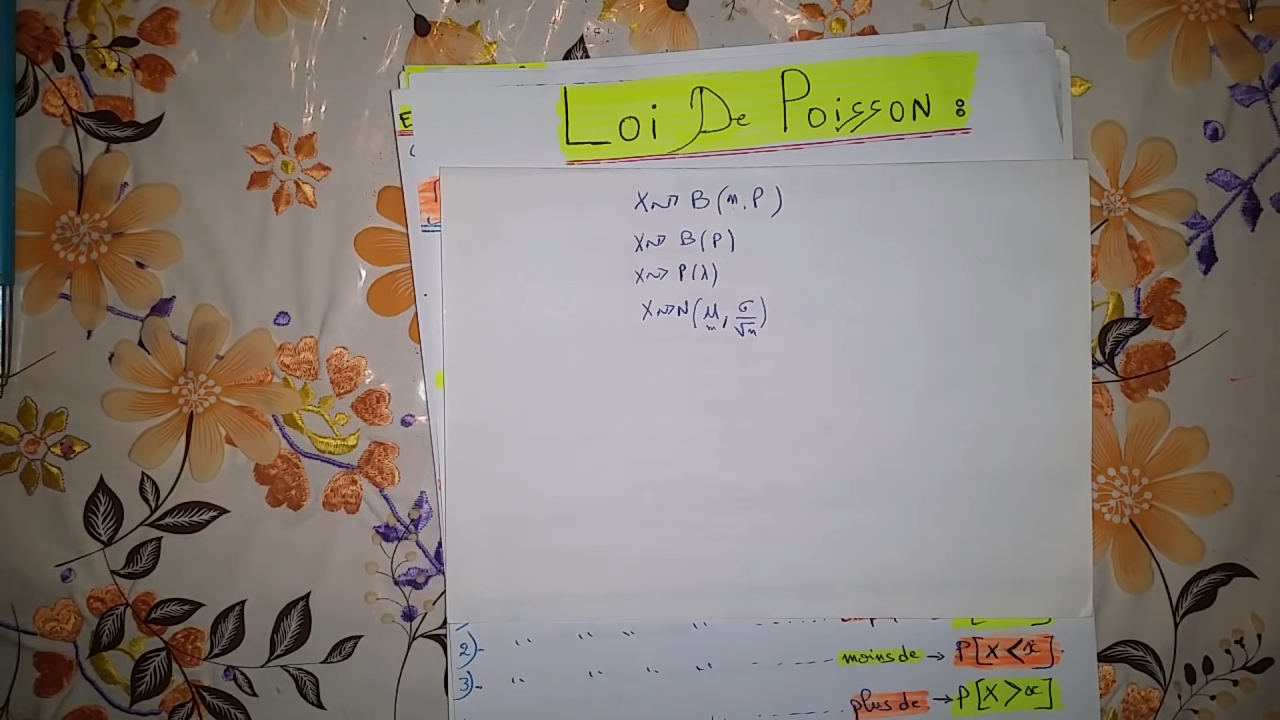 Loi De Poisson :
X ⇝ B(n, P)
X ⇝ B(P)
X ⇝ P(λ)
X ⇝ N(μ, σ/√n)
2)- " " " " ------
moins de → P[X < x].
3)- " " " " ------
plus de → P[X > x]